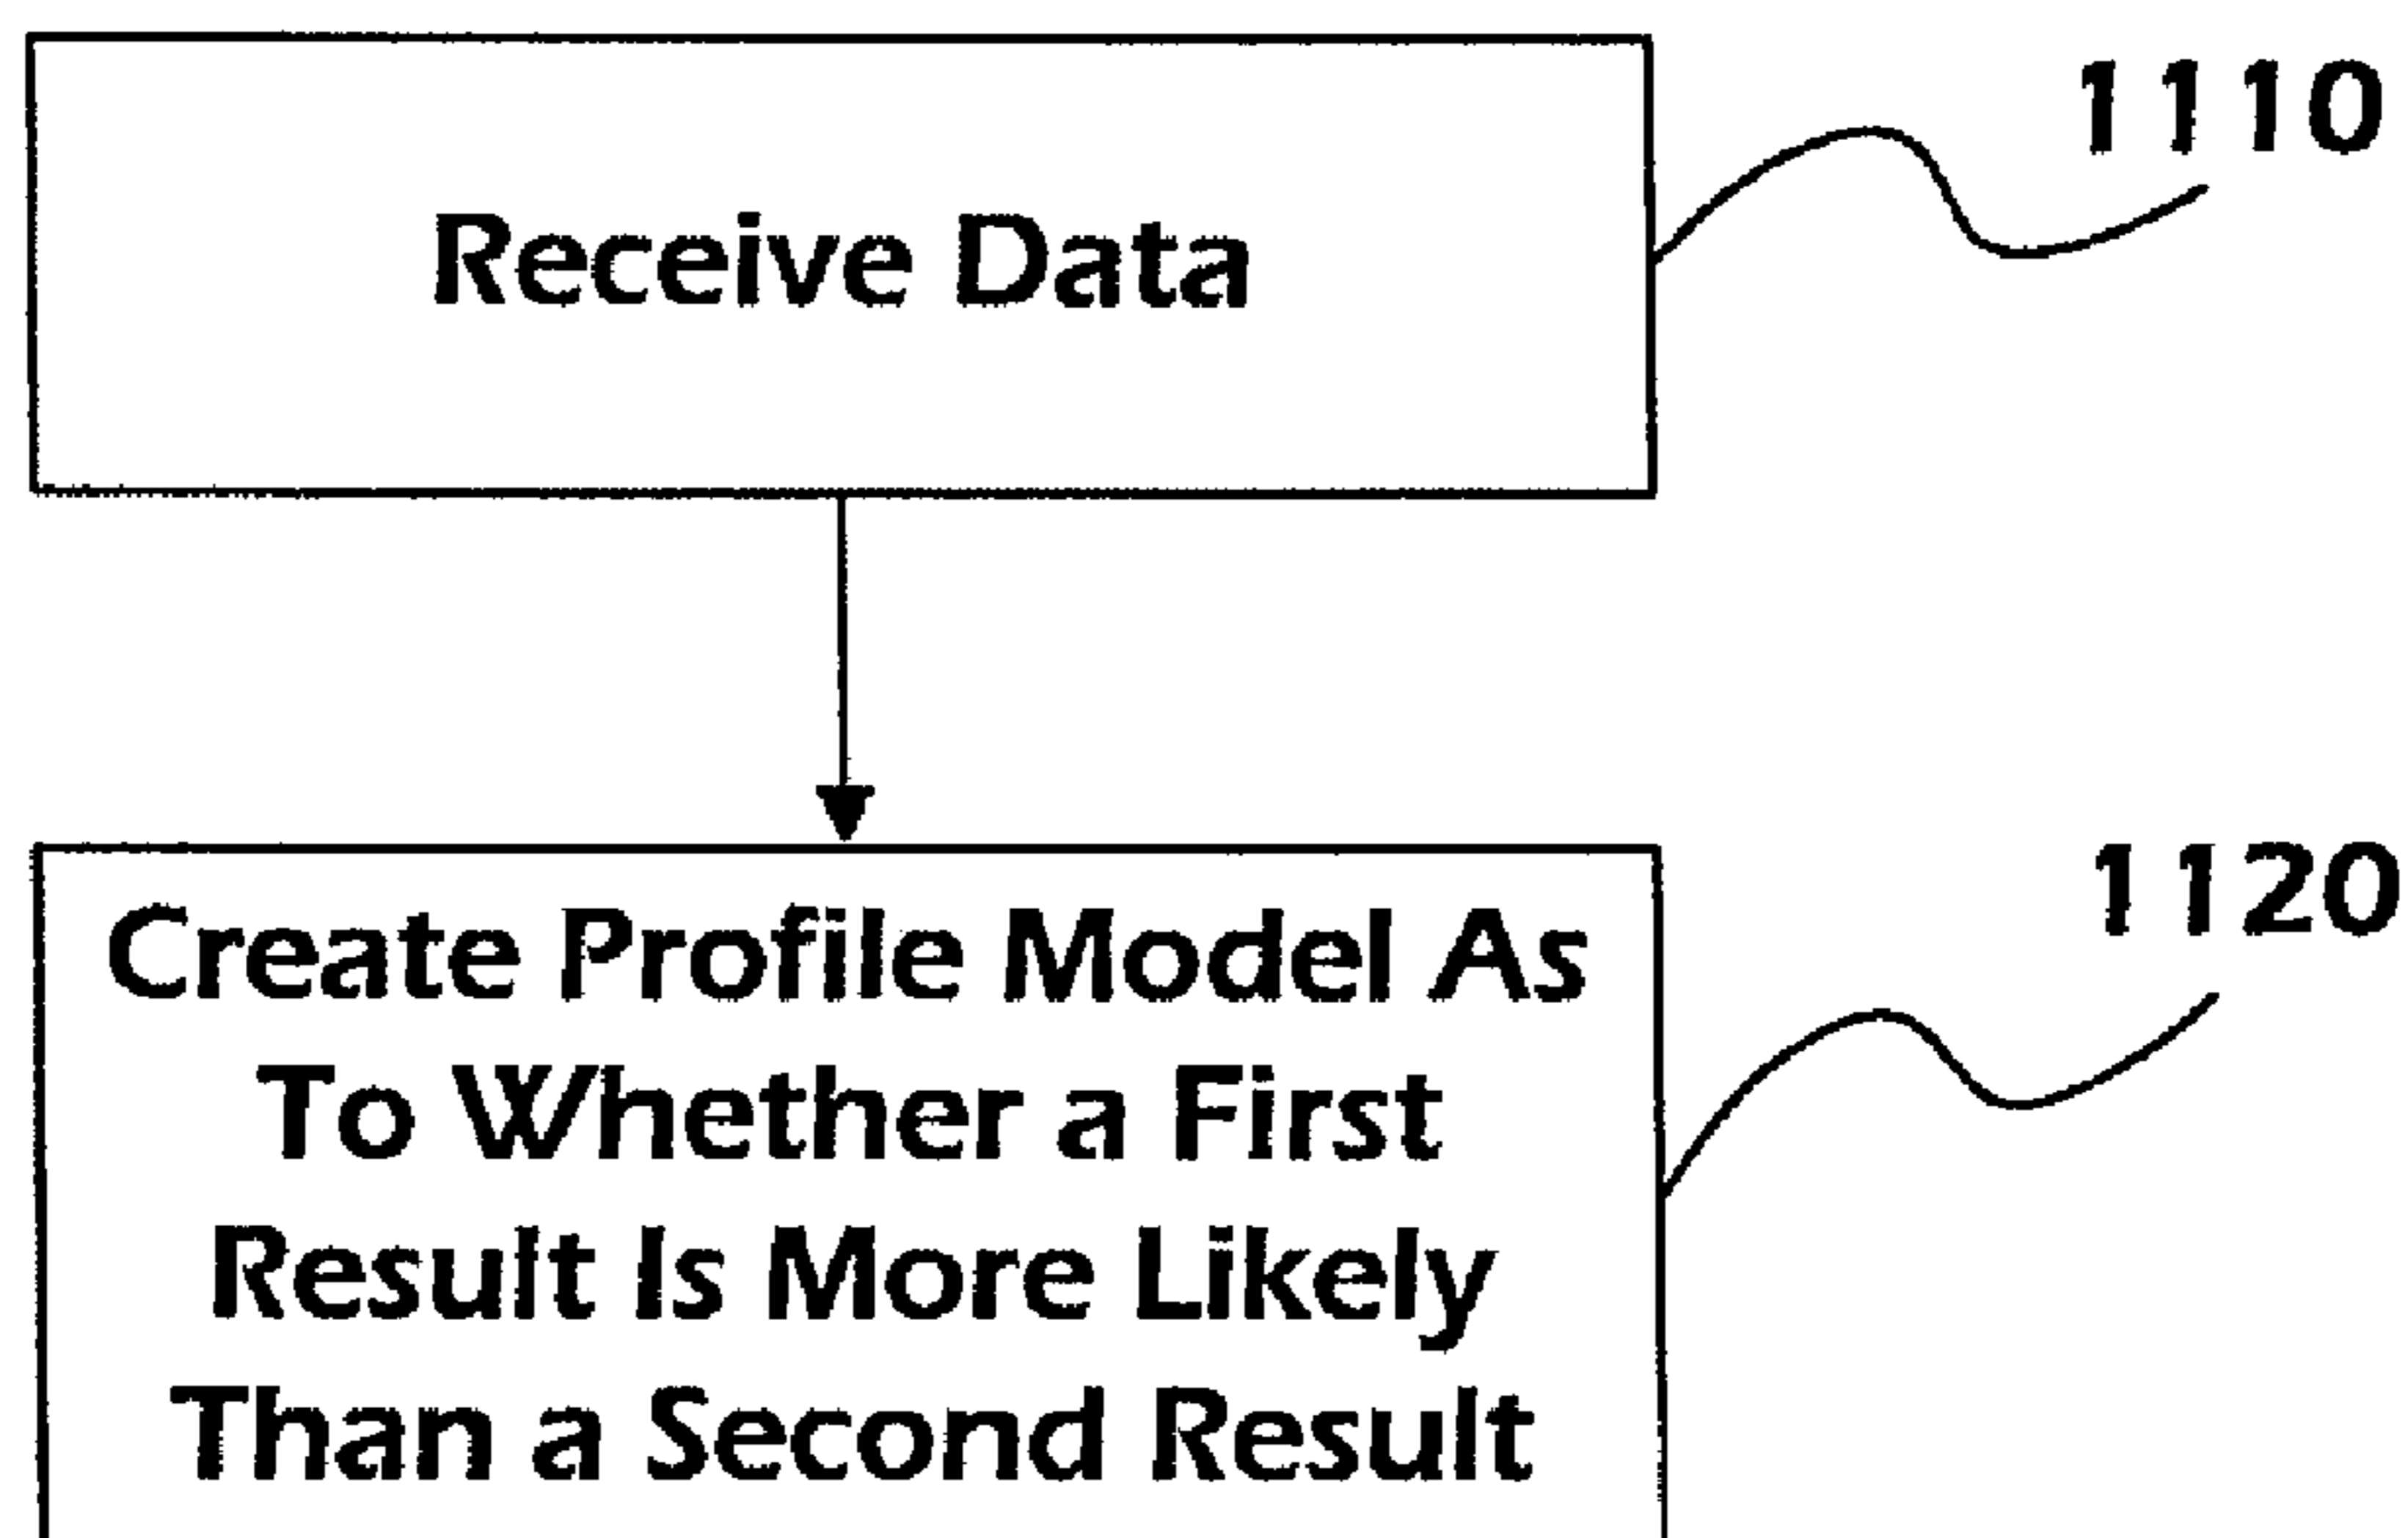 1110
Receive Data
1120
Create Profile Model As
To Whether a First
Result Is More Likely
Than a Second Result